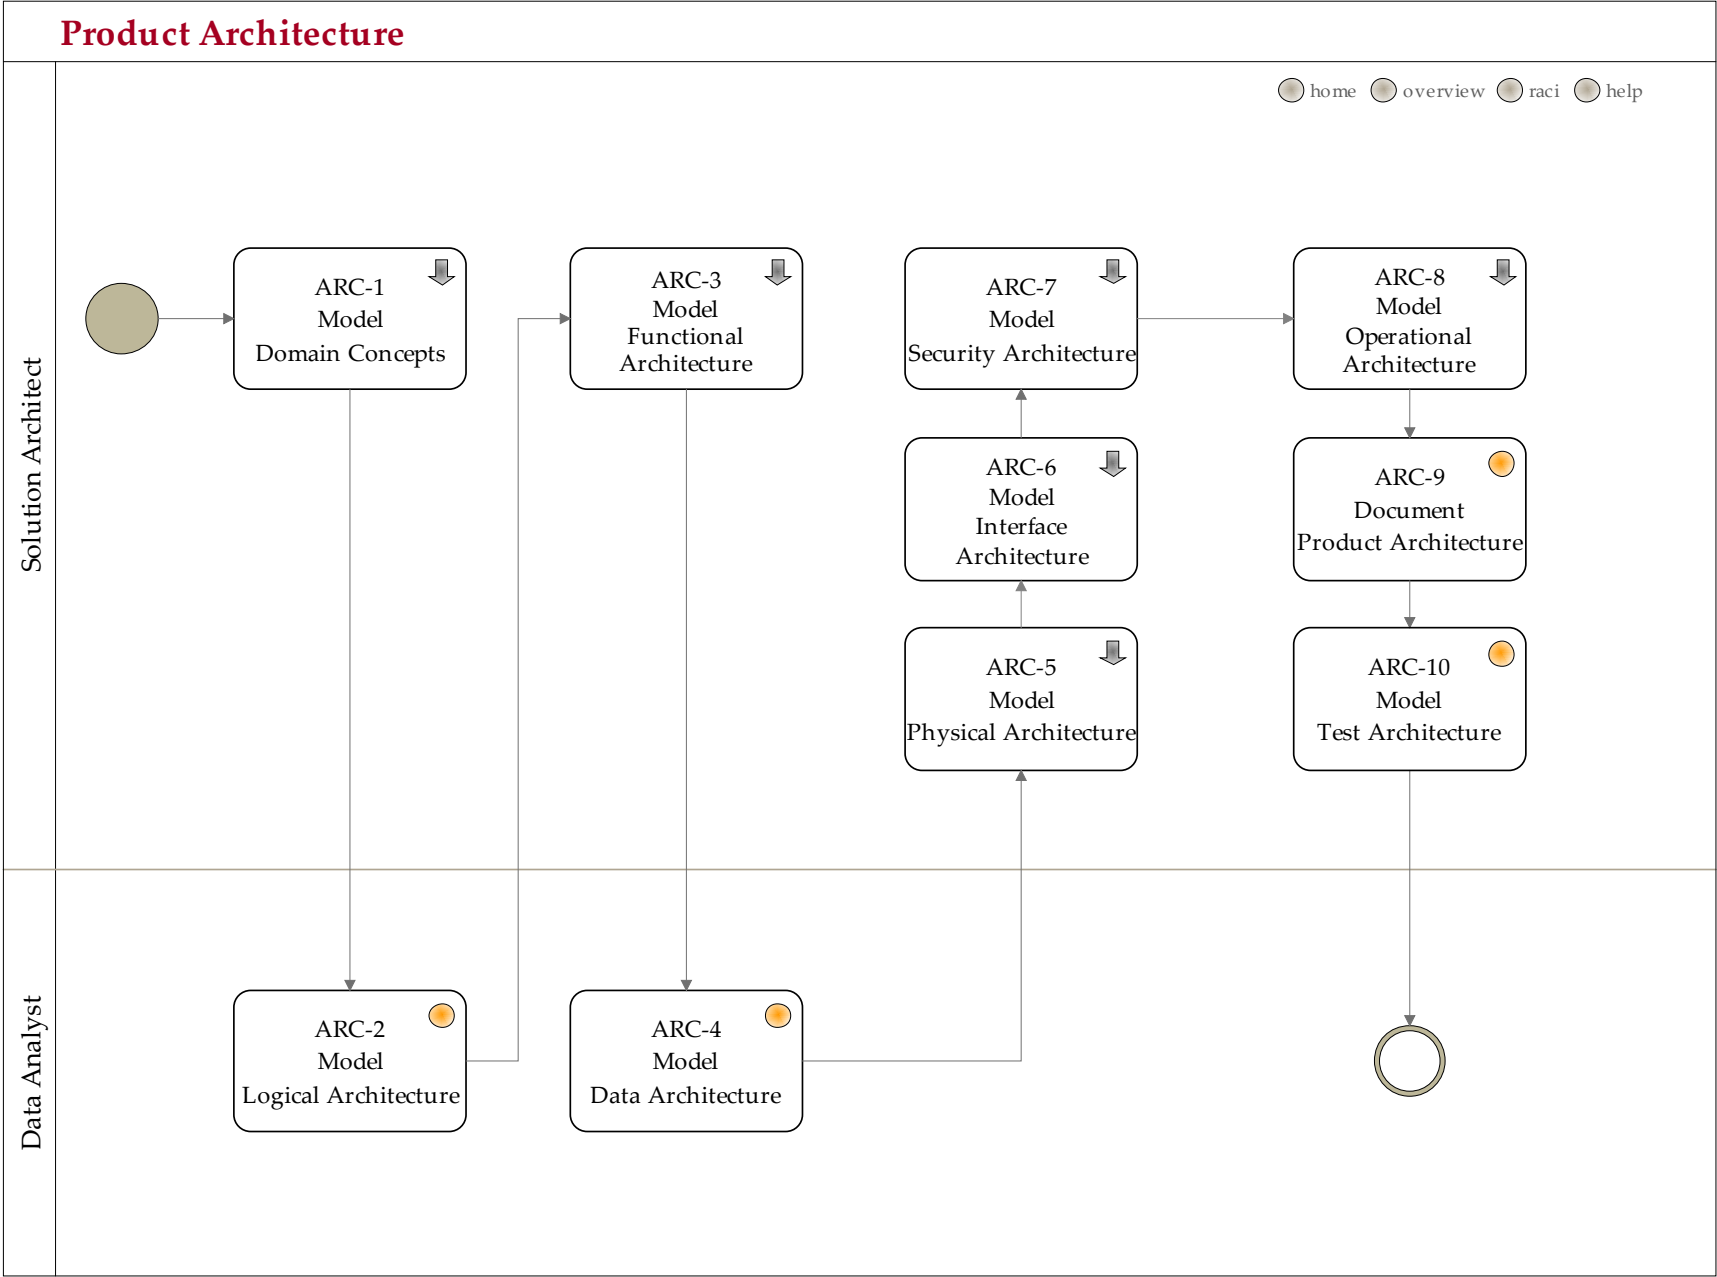 Product Architecture
home
overview
raci
help
Solution Architect
ARC-1
Model
Domain Concepts
ARC-3
Model
Functional
Architecture
ARC-7
Model
Security Architecture
ARC-8
Model
Operational
Architecture
ARC-6
Model
Interface
Architecture
ARC-9
Document
Product Architecture
ARC-5
Model
Physical Architecture
ARC-10
Model
Test Architecture
Data Analyst
ARC-2
Model
Logical Architecture
ARC-4
Model
Data Architecture